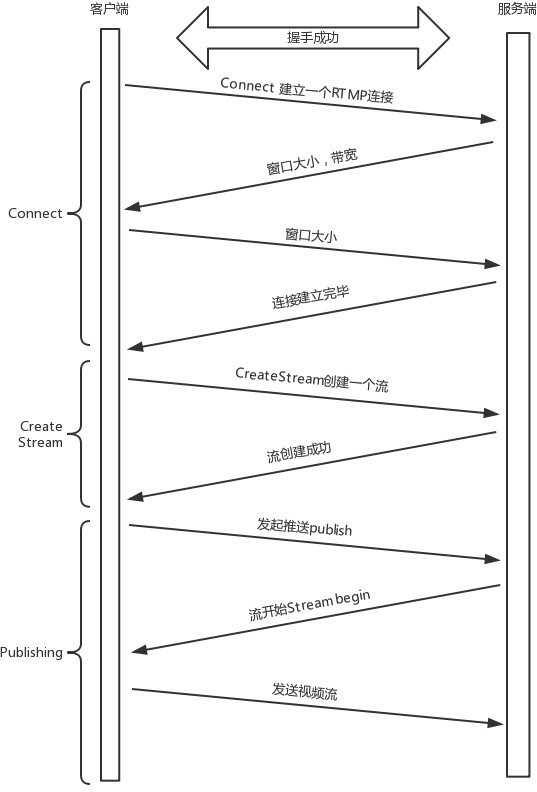 客户端
服务端
握手成功
Connect 建立一个RTMP连接
窗口大小，带宽
Connect
窗口大小
连接建立完毕
CreateStream创建一个流
Create
Stream
流创建成功
发起推送publish
流开始Stream begin
Publishing
发送视频流